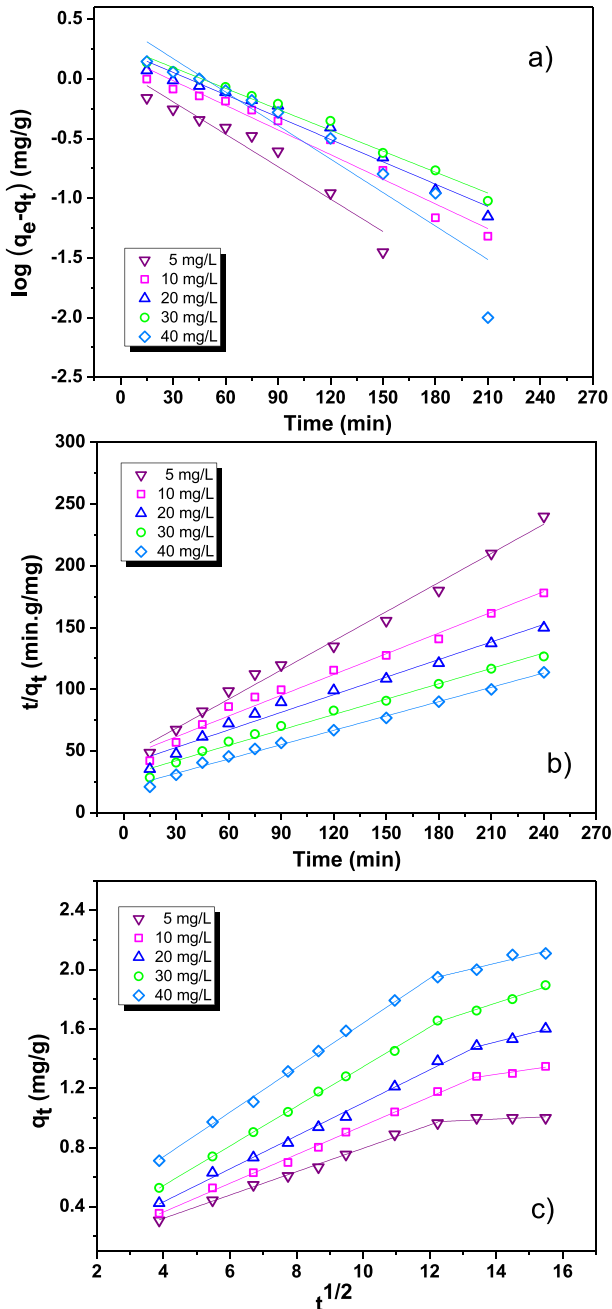 a)
log (qe-qt) (mg/g)
0.5
0.0
-0.5
-1.0
-1.5
-2.0
-2.5
5 mg/L
10 mg/L
20 mg/L
30 mg/L
40 mg/L
0 30 60 90 120 150 180 210 240 270
Time (min)
b)
t/qt (min.g/mg)
300
250
200
150
100
50
0
5 mg/L
10 mg/L
20 mg/L
30 mg/L
40 mg/L
0 30 60 90 120 150 180 210 240 270
Time (min)
c)
qt (mg/g)
2.4
2.0
1.6
1.2
0.8
0.4
5 mg/L
10 mg/L
20 mg/L
30 mg/L
40 mg/L
2 4 6 8 10 12 14 16
t1/2